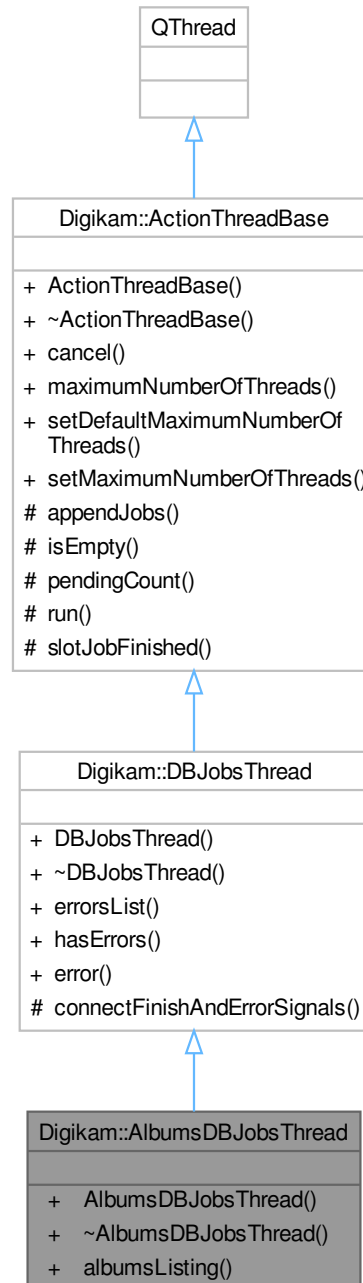 QThread
Digikam::ActionThreadBase
+ ActionThreadBase()
+ ~ActionThreadBase()
+ cancel()
+ maximumNumberOfThreads()
+ setDefaultMaximumNumberOf
Threads()
+ setMaximumNumberOfThreads()
# appendJobs()
# isEmpty()
# pendingCount()
# run()
# slotJobFinished()
Digikam::DBJobsThread
+ DBJobsThread()
+ ~DBJobsThread()
+ errorsList()
+ hasErrors()
+ error()
# connectFinishAndErrorSignals()
Digikam::AlbumsDBJobsThread
+ AlbumsDBJobsThread()
+ ~AlbumsDBJobsThread()
+ albumsListing()